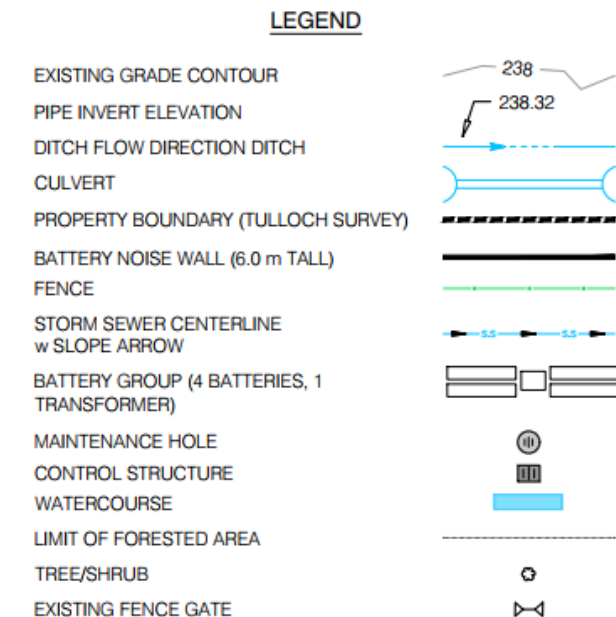 LEGEND
EXISTING GRADE CONTOUR
238
PIPE INVERT ELEVATION
238.32
DITCH FLOW DIRECTION DITCH
CULVERT
PROPERTY BOUNDARY (TULLOCH SURVEY)
BATTERY NOISE WALL (6.0 m TALL)
FENCE
STORM SEWER CENTERLINE
w SLOPE ARROW
S.S S.S
BATTERY GROUP (4 BATTERIES, 1
TRANSFORMER)
MAINTENANCE HOLE
CONTROL STRUCTURE
WATERCOURSE
LIMIT OF FORESTED AREA
TREE/SHRUB
EXISTING FENCE GATE